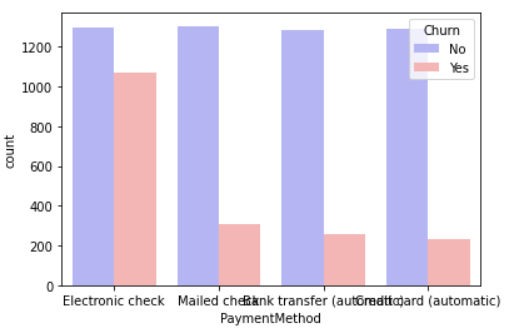 Churn
No
Yes
1200
1000
800
600
400
200
0
count
Electronic check
Mailed check
Bank transfer (automatic)
Credit card (automatic)
PaymentMethod